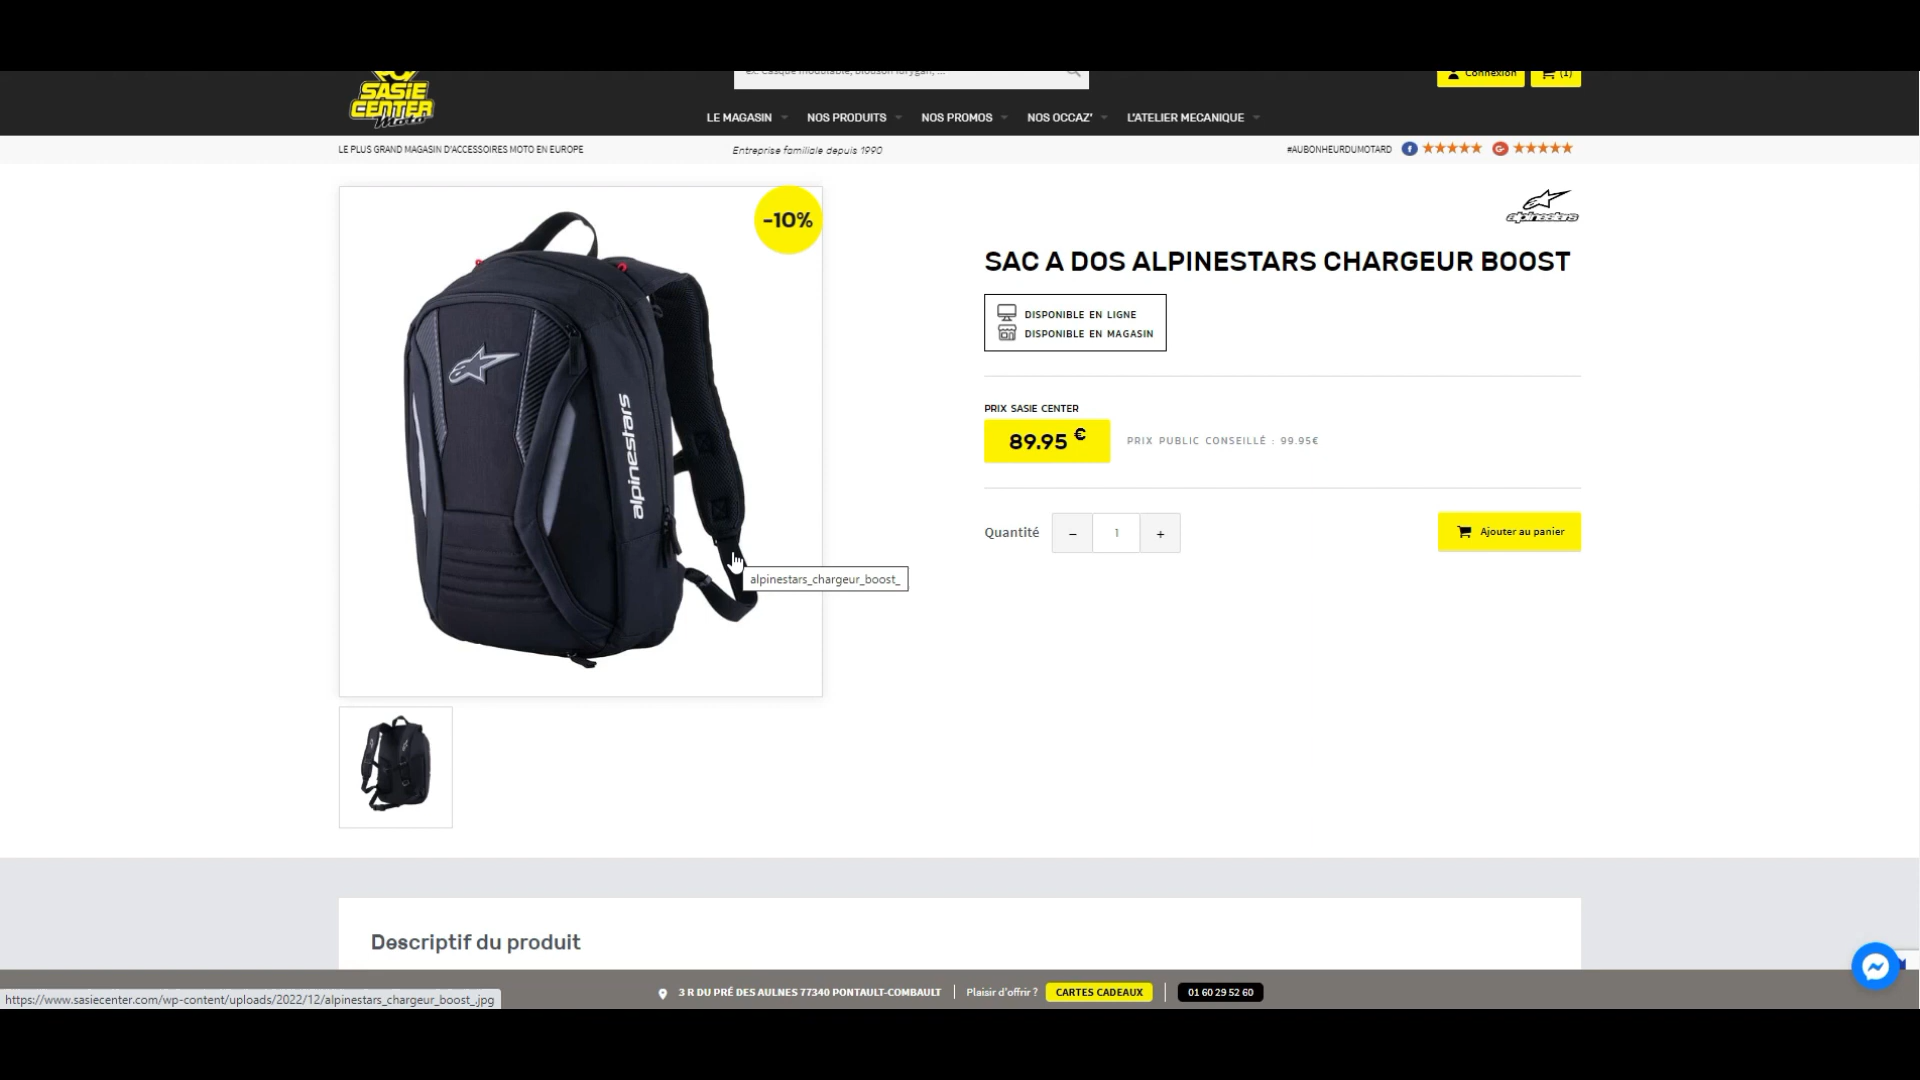 SASIE
CENTER
Moto
ex: Casque modulable, blouson furygan, ...
Connexion
(1)
LE MAGASIN
NOS PRODUITS
NOS PROMOS
NOS OCCAZ'
L'ATELIER MECANIQUE
LE PLUS GRAND MAGASIN D'ACCESSOIRES MOTO EN EUROPE
Entreprise familiale depuis 1990
#AUBONHEURDUMOTARD
-10%
alpinestars
alpinestars
SAC A DOS ALPINESTARS CHARGEUR BOOST
DISPONIBLE EN LIGNE
DISPONIBLE EN MAGASIN
PRIX SASIE CENTER
89.95 €
PRIX PUBLIC CONSEILLÉ : 99.95€
Quantité
−
1
+
Ajouter au panier
alpinestars_chargeur_boost_
Descriptif du produit
https://www.sasiecenter.com/wp-content/uploads/2022/12/alpinestars_chargeur_boost_.jpg
3 R DU PRÉ DES AULNES 77340 PONTAULT-COMBAULT
Plaisir d'offrir ?
CARTES CADEAUX
01 60 29 52 60